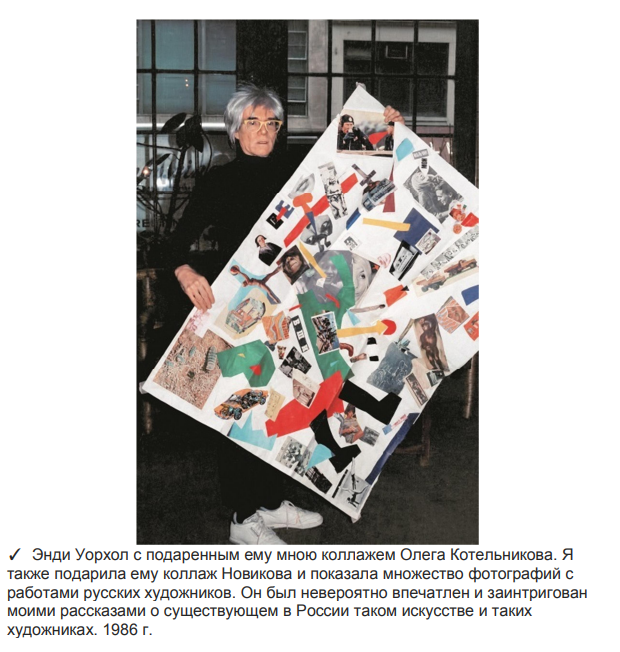 ✓ Энди Уорхол с подаренным ему мною коллажем Олега Котельникова. Я
также подарила ему коллаж Новикова и показала множество фотографий с
работами русских художников. Он был невероятно впечатлен и заинтригован
моими рассказами о существующем в России таком искусстве и таких
художниках. 1986 г.